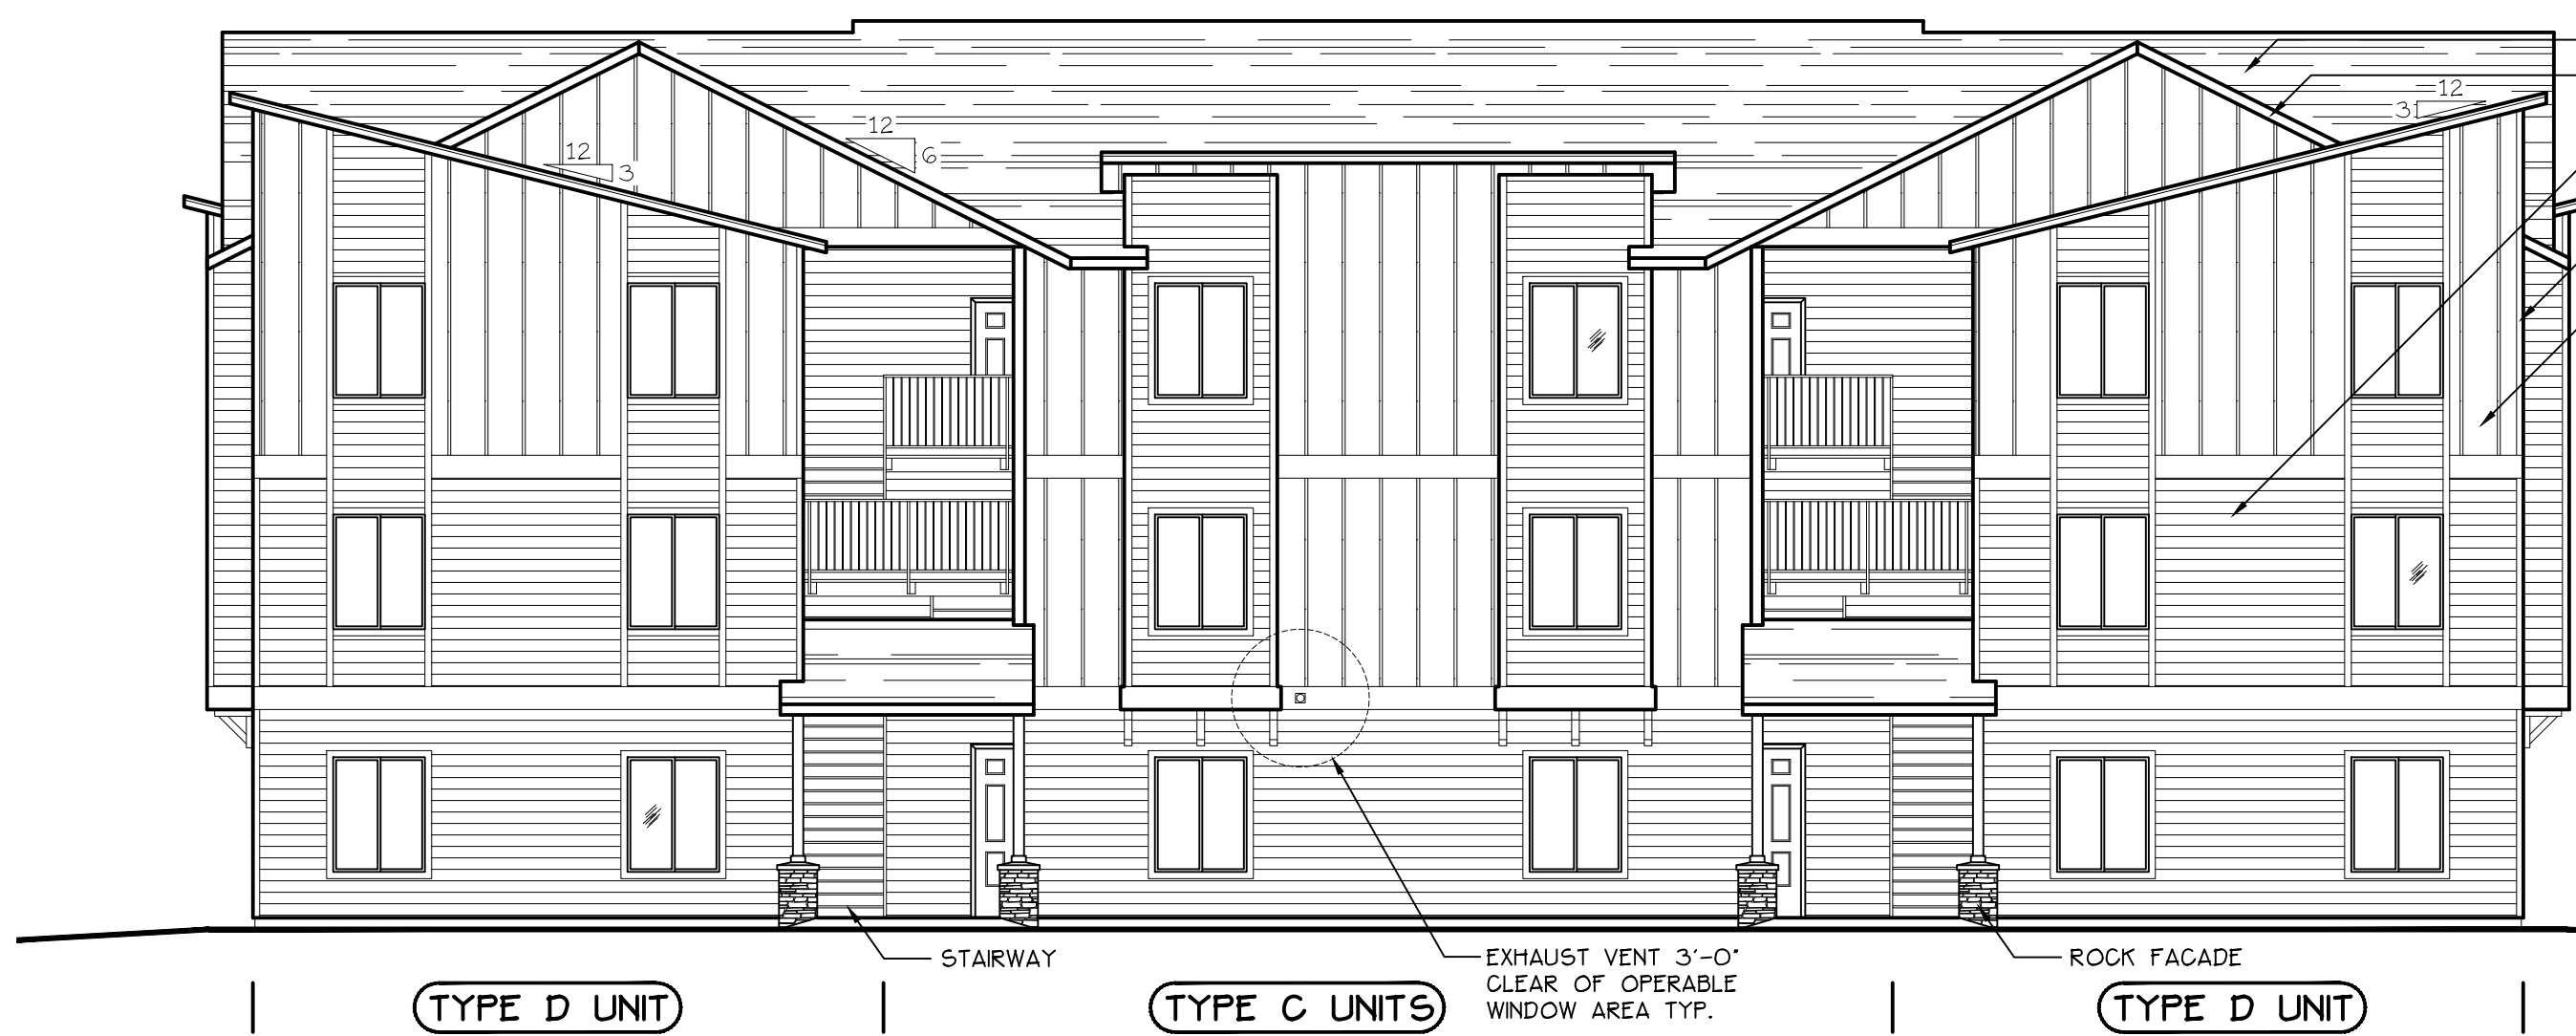 12
3
12
12
6
12
3
STAIRWAY
EXHAUST VENT 3'-0"
CLEAR OF OPERABLE
WINDOW AREA TYP.
ROCK FACADE
TYPE D UNIT
TYPE C UNITS
TYPE D UNIT